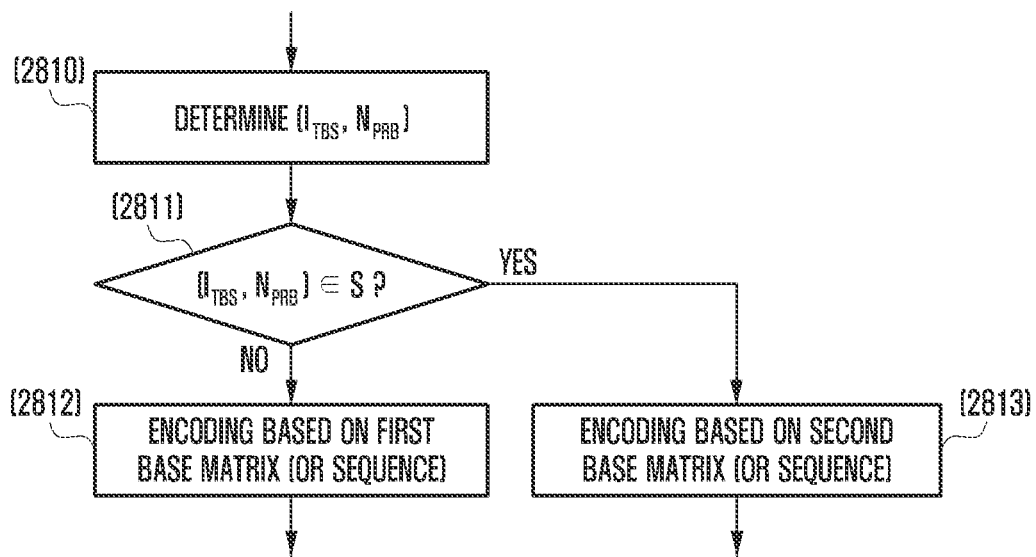 (2810)
DETERMINE (I_TBS, N_PRB)
(2811)
(I_TBS, N_PRB) ∈ S ?
YES
NO
(2812)
ENCODING BASED ON FIRST
BASE MATRIX (OR SEQUENCE)
ENCODING BASED ON SECOND
BASE MATRIX (OR SEQUENCE)
(2813)